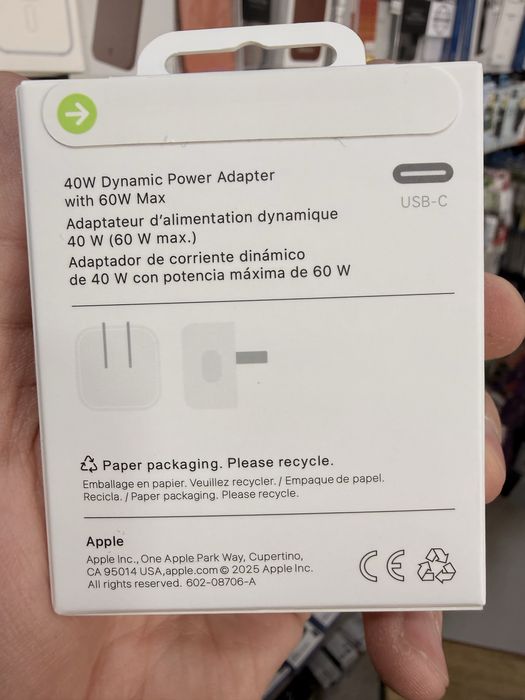 40W Dynamic Power Adapter
with 60W Max
Adaptateur d'alimentation dynamique
40 W (60 W max.)
Adaptador de corriente dinámico
de 40 W con potencia máxima de 60 W
USB-C
Paper packaging. Please recycle.
Emballage en papier. Veuillez recycler. / Empaque de papel.
Recicla. / Paper packaging. Please recycle.
Apple
Apple Inc., One Apple Park Way, Cupertino,
CA 95014 USA, apple.com © 2025 Apple Inc.
All rights reserved. 602-08706-A
CE